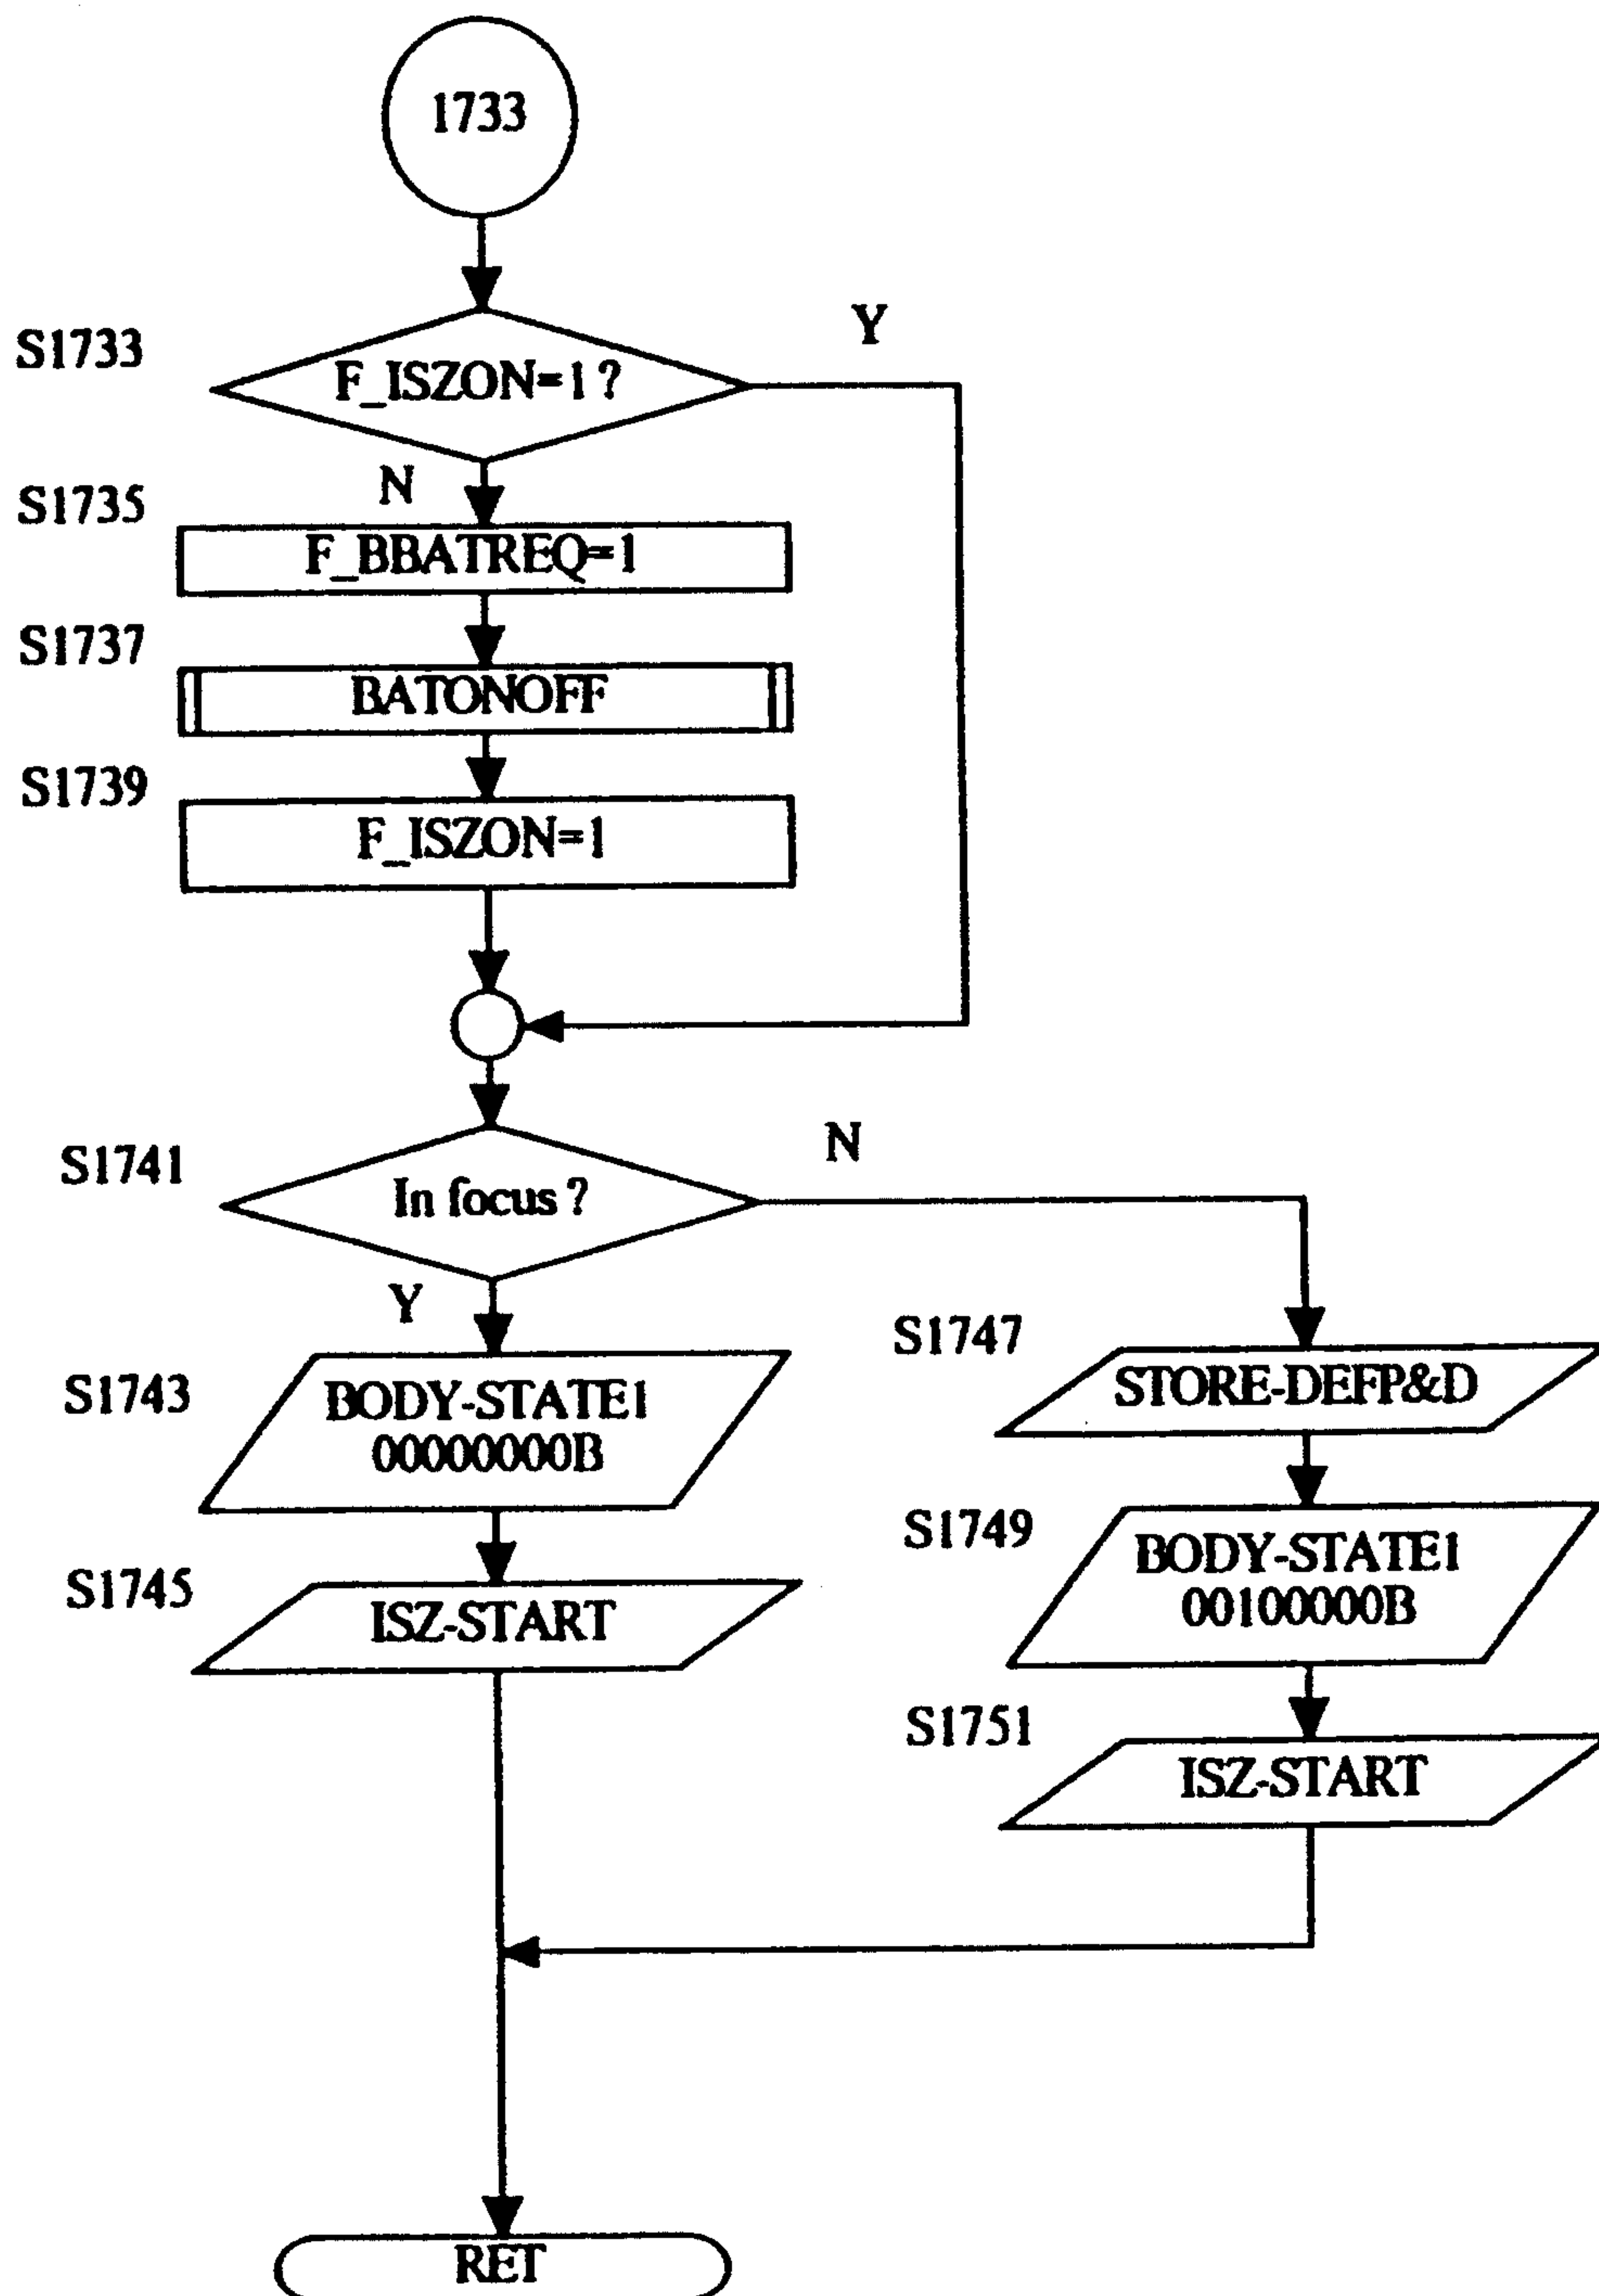 1733
S1733
F_ISZON=1 ?
Y
N
S1735
F_BBATREQ=1
S1737
BATONOFF
S1739
F_ISZON=1
S1741
In focus ?
N
Y
S1743
BODY-STATE1
00000000B
S1745
ISZ-START
S1747
STORE-DEFP&D
S1749
BODY-STATE1
00100000B
S1751
ISZ-START
RET